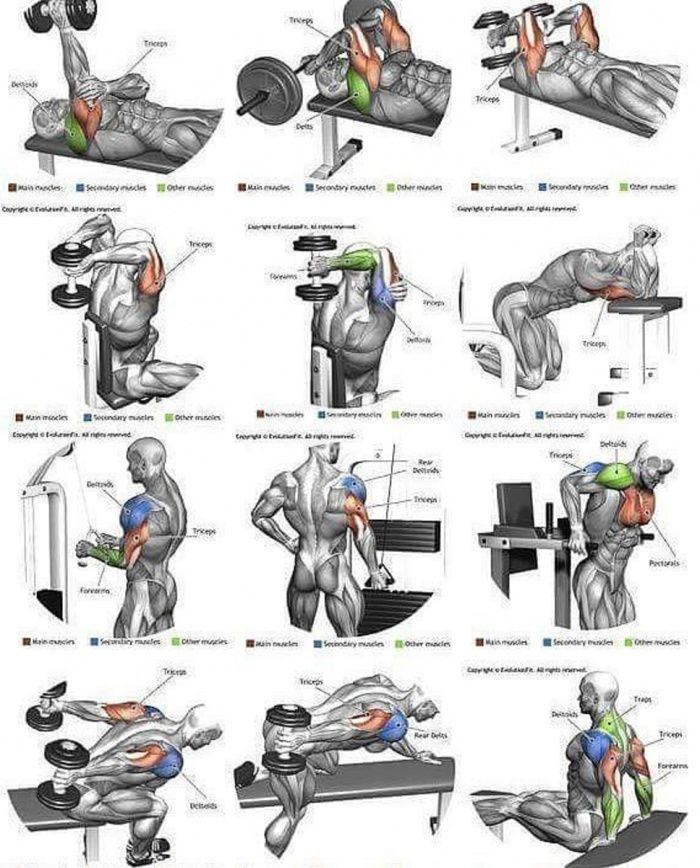 Triceps
Deltoids
Triceps
Delts
Triceps
Main muscles Secondary muscles Other muscles
Main muscles Secondary muscles Other muscles
Main muscles Secondary muscles Other muscles
Copyright © EvolutionFit. All rights reserved.
Copyright © EvolutionFit. All rights reserved.
Copyright © EvolutionFit. All rights reserved.
Triceps
Forearms
Triceps
Deltoids
Triceps
Main muscles Secondary muscles Other muscles
Main muscles Secondary muscles Other muscles
Main muscles Secondary muscles Other muscles
Copyright © EvolutionFit. All rights reserved.
Copyright © EvolutionFit. All rights reserved.
Copyright © EvolutionFit. All rights reserved.
Deltoids
Triceps
Forearms
Rear
Deltoids
Triceps
Triceps
Deltoids
Pectorals
Main muscles Secondary muscles Other muscles
Main muscles Secondary muscles Other muscles
Main muscles Secondary muscles Other muscles
Copyright © EvolutionFit. All rights reserved.
Triceps
Deltoids
Triceps
Rear Delts
Deltoids
Traps
Triceps
Forearms